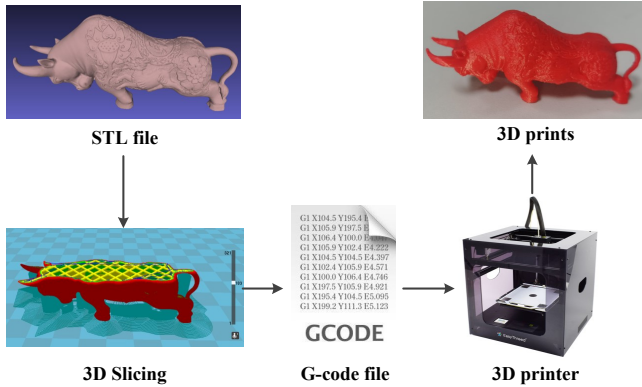 STL file
3D prints
G1 X104.5 Y195.4
G1 X105.9 Y197.5
G1 X106.4 Y100.0
G1 X105.9 Y102.4 E4.222
G1 X104.5 Y104.5 E4.397
G1 X102.4 Y105.9 E4.571
G1 X100.0 Y106.4 E4.746
G1 X197.5 Y105.9 E4.921
G1 X195.4 Y104.5 E5.095
G1 X199.2 Y111.3 E5.123
GCODE
3D Slicing
G-code file
3D printer